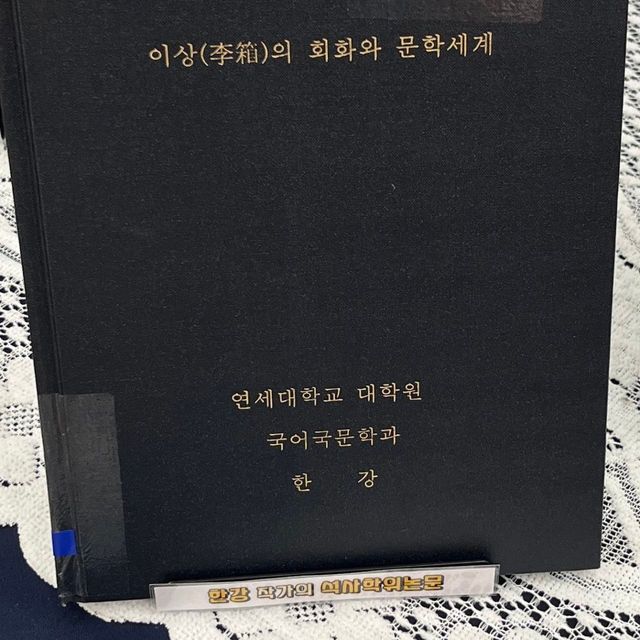 이상(李箱)의 회화와 문학세계
연세대학교 대학원
국어국문학과
한 강
한강 작가의 석사학위논문